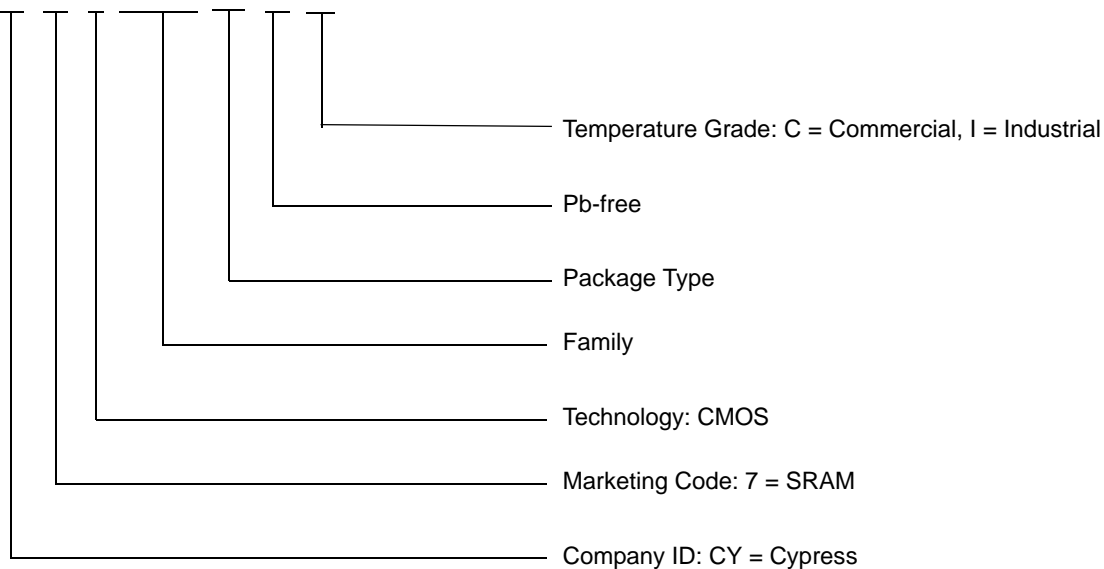 Temperature Grade: C = Commercial, I = Industrial
Pb-free
Package Type
Family
Technology: CMOS
Marketing Code: 7 = SRAM
Company ID: CY = Cypress